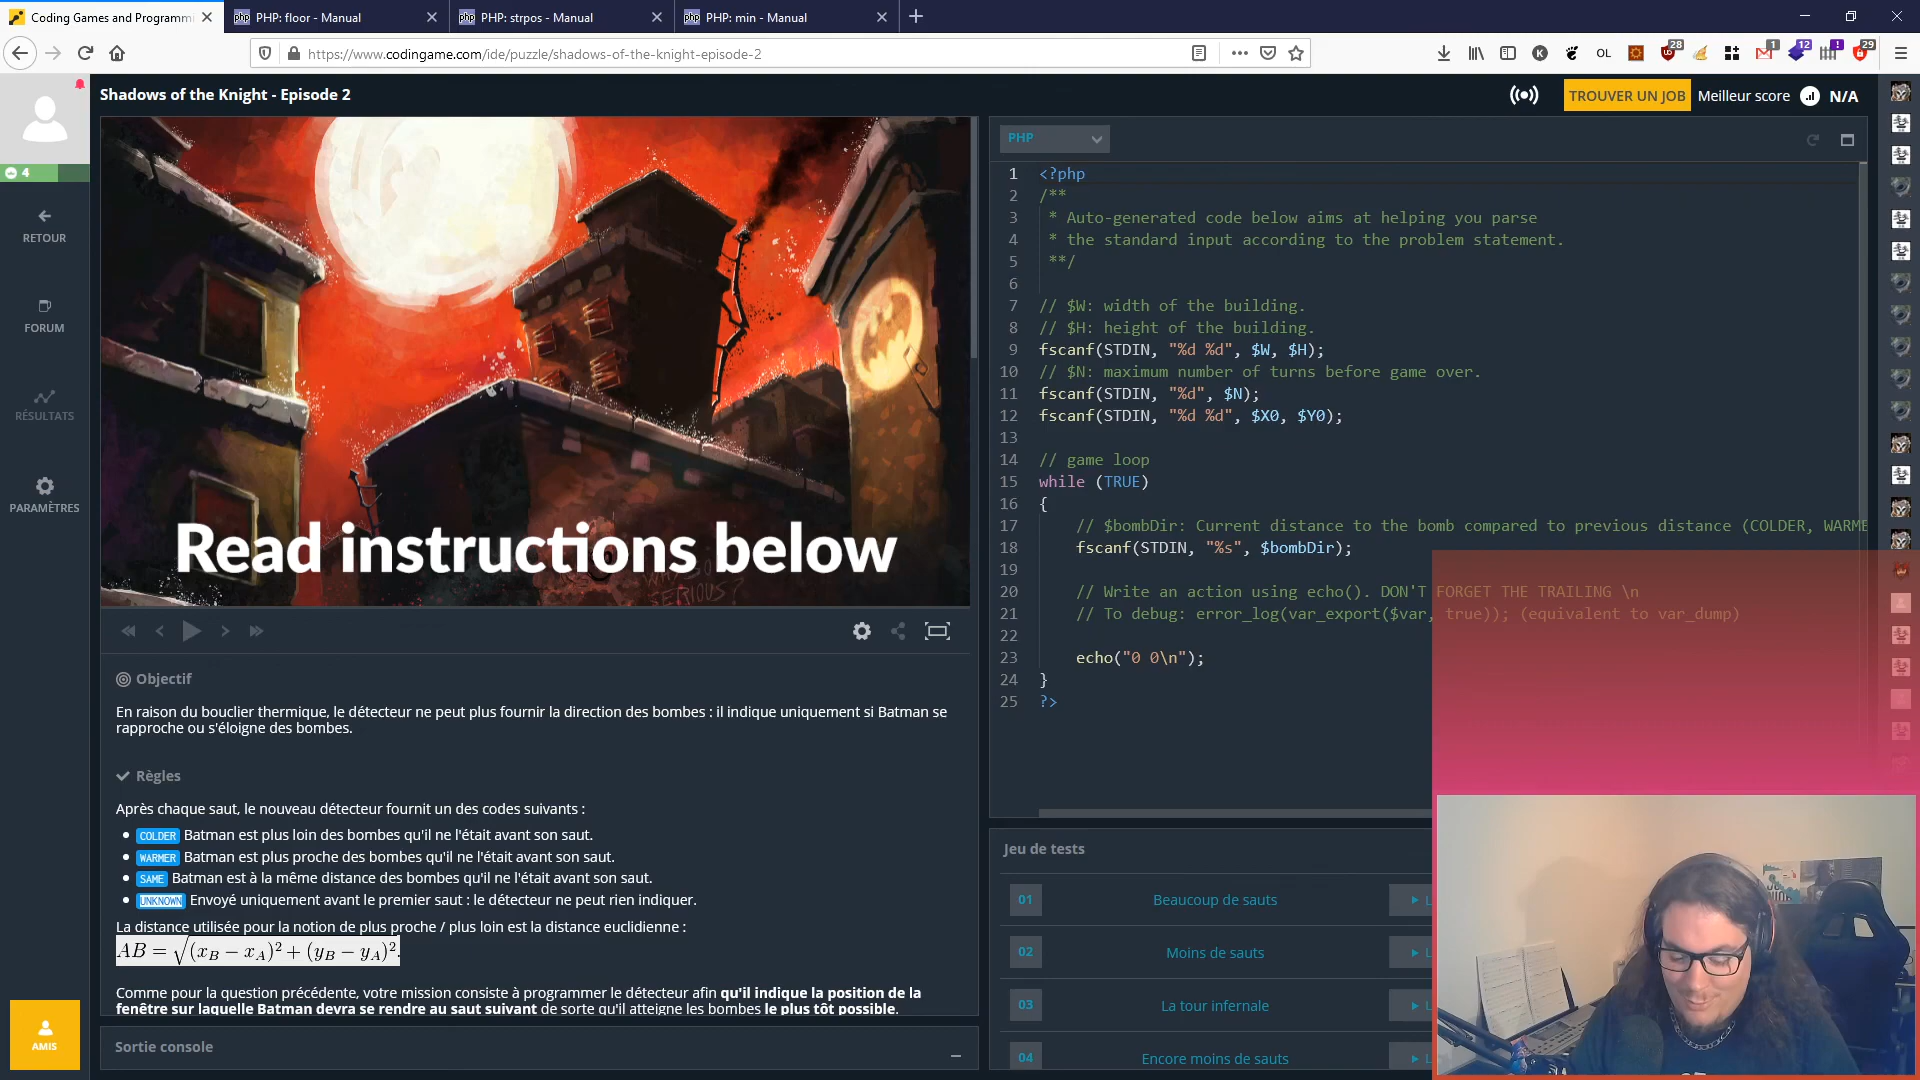 Coding Games and Programmi
PHP: floor - Manual
PHP: strpos - Manual
PHP: min - Manual
https://www.codingame.com/ide/puzzle/shadows-of-the-knight-episode-2
OL
28
1
12
!
29
Shadows of the Knight - Episode 2
TROUVER UN JOB
Meilleur score
N/A
4
RETOUR
FORUM
RÉSULTATS
PARAMÈTRES
AMIS
SERIOUS?
Read instructions below
Objectif
En raison du bouclier thermique, le détecteur ne peut plus fournir la direction des bombes : il indique uniquement si Batman se
rapproche ou s'éloigne des bombes.
Règles
Après chaque saut, le nouveau détecteur fournit un des codes suivants :
• COLDER Batman est plus loin des bombes qu'il ne l'était avant son saut.
• WARMER Batman est plus proche des bombes qu'il ne l'était avant son saut.
• SAME Batman est à la même distance des bombes qu'il ne l'était avant son saut.
• UNKNOWN Envoyé uniquement avant le premier saut : le détecteur ne peut rien indiquer.
La distance utilisée pour la notion de plus proche / plus loin est la distance euclidienne :
AB = √(x_B − x_A)² + (y_B − y_A)².
Comme pour la question précédente, votre mission consiste à programmer le détecteur afin qu'il indique la position de la
fenêtre sur laquelle Batman devra se rendre au saut suivant de sorte qu'il atteigne les bombes le plus tôt possible.
Sortie console
PHP
1 <?php
2 /**
3 * Auto-generated code below aims at helping you parse
4 * the standard input according to the problem statement.
5 **/
6
7 // $W: width of the building.
8 // $H: height of the building.
9 fscanf(STDIN, "%d %d", $W, $H);
10 // $N: maximum number of turns before game over.
11 fscanf(STDIN, "%d", $N);
12 fscanf(STDIN, "%d %d", $X0, $Y0);
13
14 // game loop
15 while (TRUE)
16 {
17 // $bombDir: Current distance to the bomb compared to previous distance (COLDER, WARME
18 fscanf(STDIN, "%s", $bombDir);
19
20 // Write an action using echo(). DON'T FORGET THE TRAILING \n
21 // To debug: error_log(var_export($var, true)); (equivalent to var_dump)
22
23 echo("0 0\n");
24 }
25 ?>
Jeu de tests
01 Beaucoup de sauts
02 Moins de sauts
03 La tour infernale
04 Encore moins de sauts